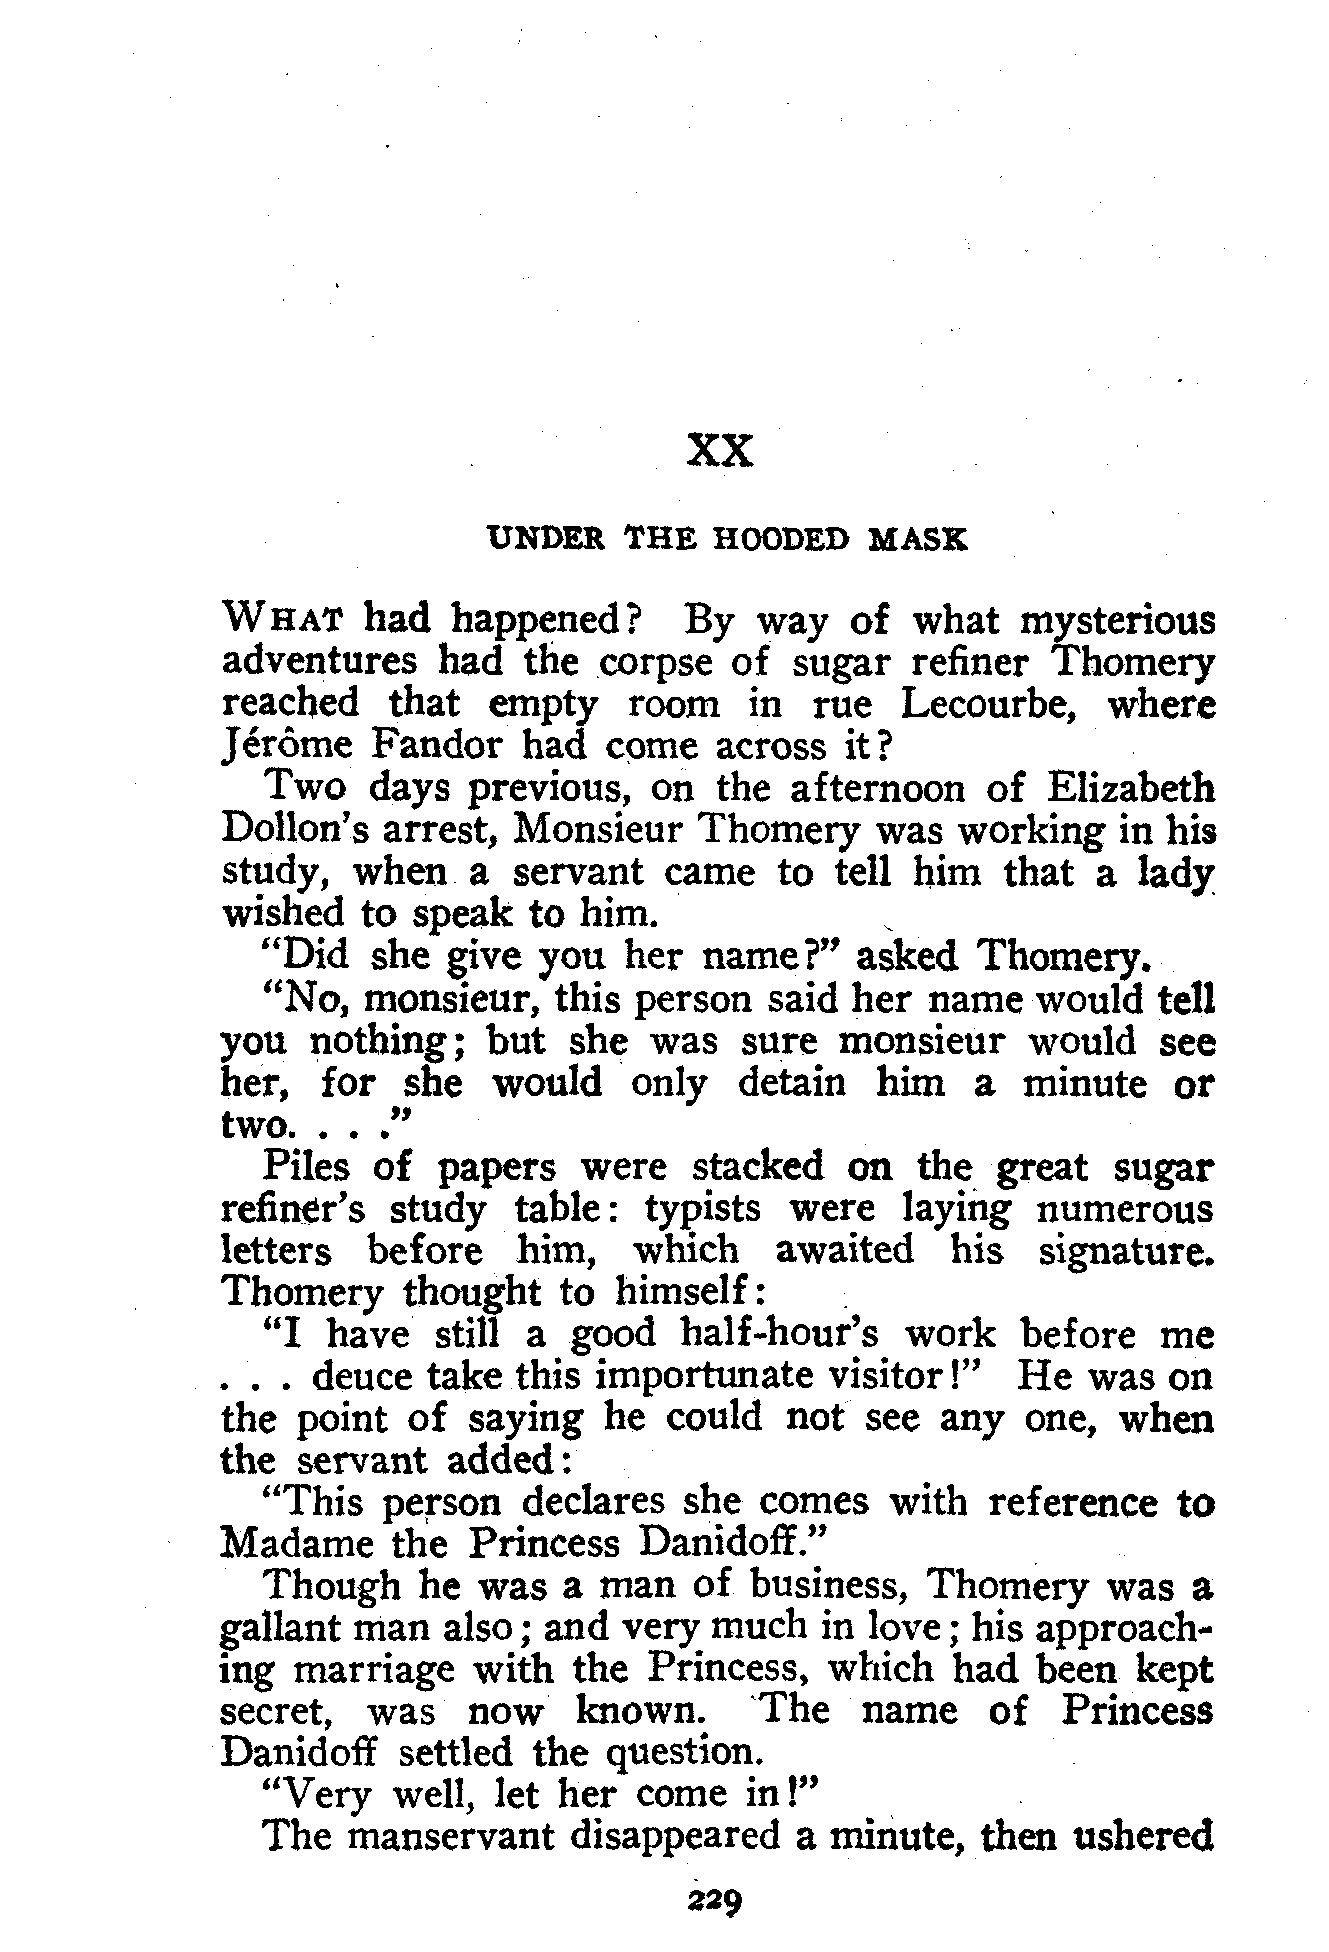 XX
UNDER THE HOODED MASK
WHAT had happened? By way of what mysterious
adventures had the corpse of sugar refiner Thomery
reached that empty room in rue Lecourbe, where
Jérôme Fandor had come across it?
Two days previous, on the afternoon of Elizabeth
Dollon's arrest, Monsieur Thomery was working in his
study, when a servant came to tell him that a lady
wished to speak to him.
"Did she give you her name?" asked Thomery.
"No, monsieur, this person said her name would tell
you nothing; but she was sure monsieur would see
her, for she would only detain him a minute or
two. . . ."
Piles of papers were stacked on the great sugar
refiner's study table: typists were laying numerous
letters before him, which awaited his signature.
Thomery thought to himself:
"I have still a good half-hour's work before me
. . . deuce take this importunate visitor!" He was on
the point of saying he could not see any one, when
the servant added:
"This person declares she comes with reference to
Madame the Princess Danidoff."
Though he was a man of business, Thomery was a
gallant man also; and very much in love; his approach-
ing marriage with the Princess, which had been kept
secret, was now known. The name of Princess
Danidoff settled the question.
"Very well, let her come in!"
The manservant disappeared a minute, then ushered
229